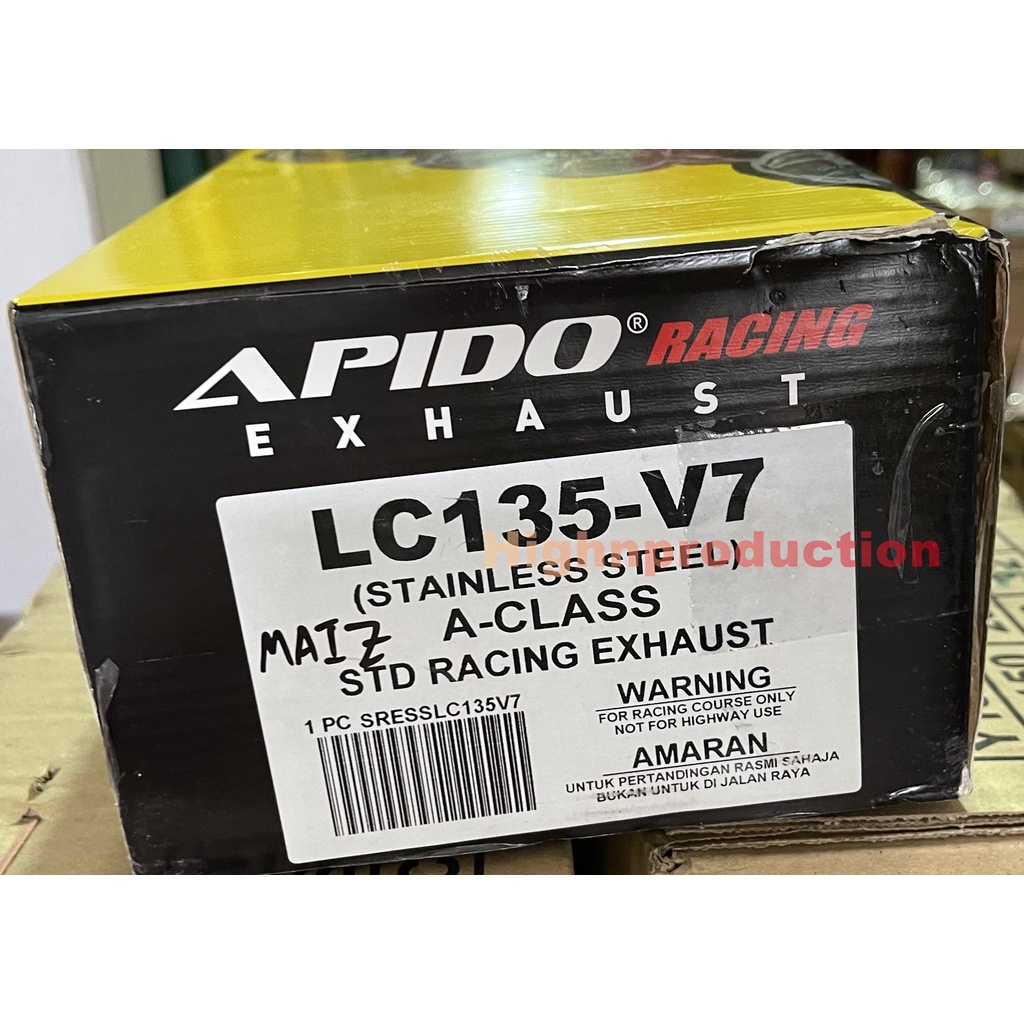 APIDO® RACING
EXHAUST
LC135-V7
Highnproduction
(STAINLESS STEEL)
A-CLASS
MAIZ
STD RACING EXHAUST
1 PC SRESSLC135V7
WARNING
FOR RACING COURSE ONLY
NOT FOR HIGHWAY USE
AMARAN
UNTUK PERTANDINGAN RASMI SAHAJA
BUKAN UNTUK DI JALAN RAYA